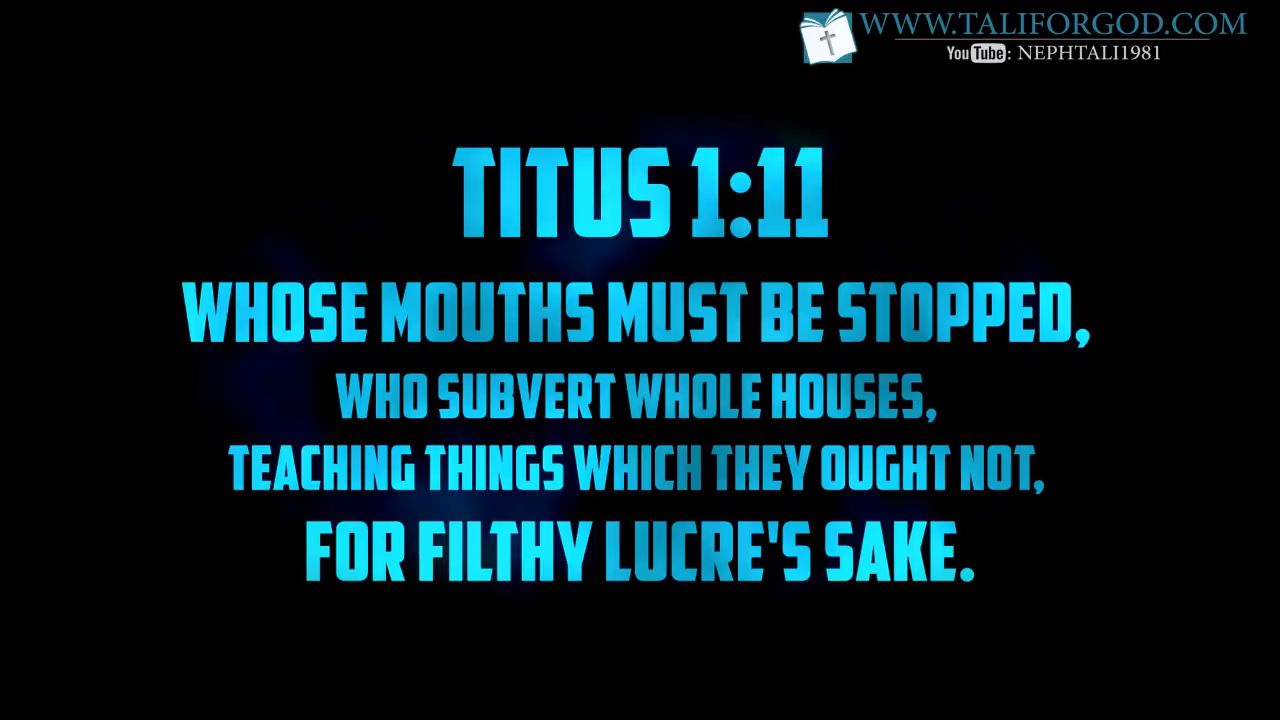 WWW.TALIFORGOD.COM
YouTube: NEPHTALI1981
TITUS 1:11
WHOSE MOUTHS MUST BE STOPPED,
WHO SUBVERT WHOLE HOUSES,
TEACHING THINGS WHICH THEY OUGHT NOT,
FOR FILTHY LUCRE'S SAKE.